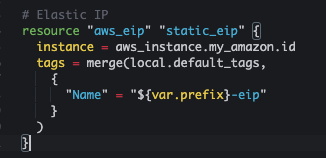 # Elastic IP
resource "aws_eip" "static_eip" {
  instance = aws_instance.my_amazon.id
  tags = merge(local.default_tags,
    {
      "Name" = "${var.prefix}-eip"
    }
  )
}